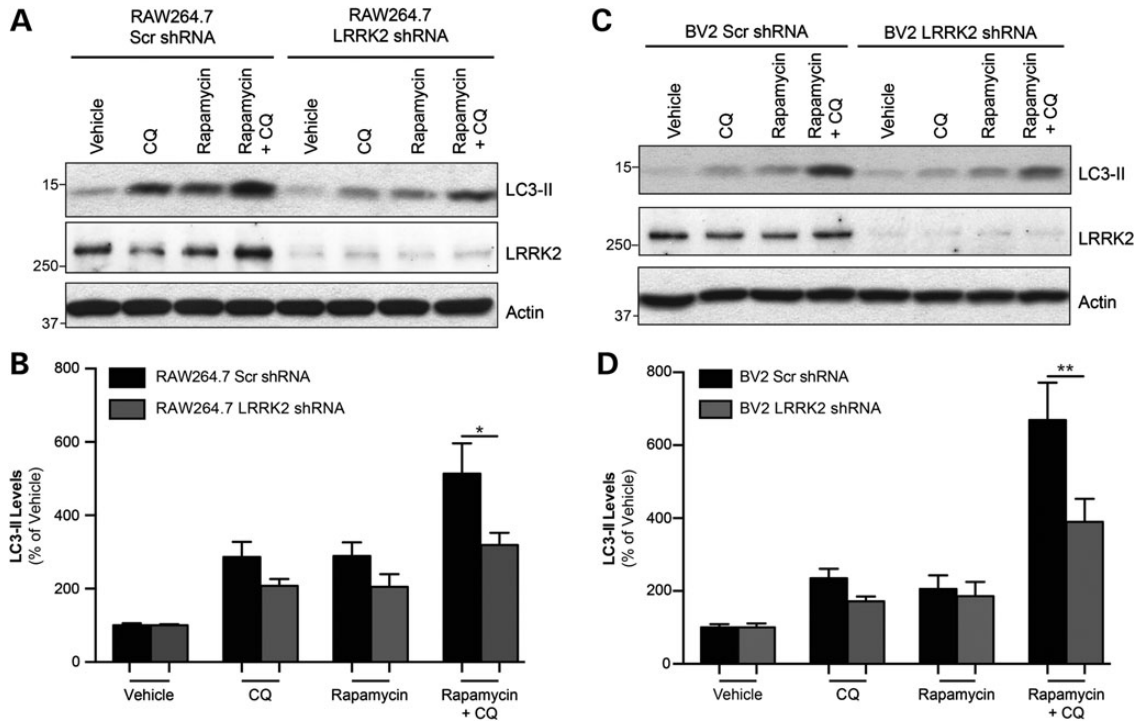 A
RAW264.7
Scr shRNA
RAW264.7
LRRK2 shRNA
Vehicle
CQ
Rapamycin
Rapamycin
+ CQ
Vehicle
CQ
Rapamycin
Rapamycin
+ CQ
15
LC3-II
LRRK2
250
Actin
37
B
800
600
400
200
0
LC3-II Levels
(% of Vehicle)
RAW264.7 Scr shRNA
RAW264.7 LRRK2 shRNA
*
Vehicle
CQ
Rapamycin
Rapamycin
+ CQ
C
BV2 Scr shRNA
BV2 LRRK2 shRNA
Vehicle
CQ
Rapamycin
Rapamycin
+ CQ
Vehicle
CQ
Rapamycin
Rapamycin
+ CQ
15
LC3-II
LRRK2
250
Actin
37
D
800
600
400
200
0
LC3-II Levels
(% of Vehicle)
BV2 Scr shRNA
BV2 LRRK2 shRNA
**
Vehicle
CQ
Rapamycin
Rapamycin
+ CQ